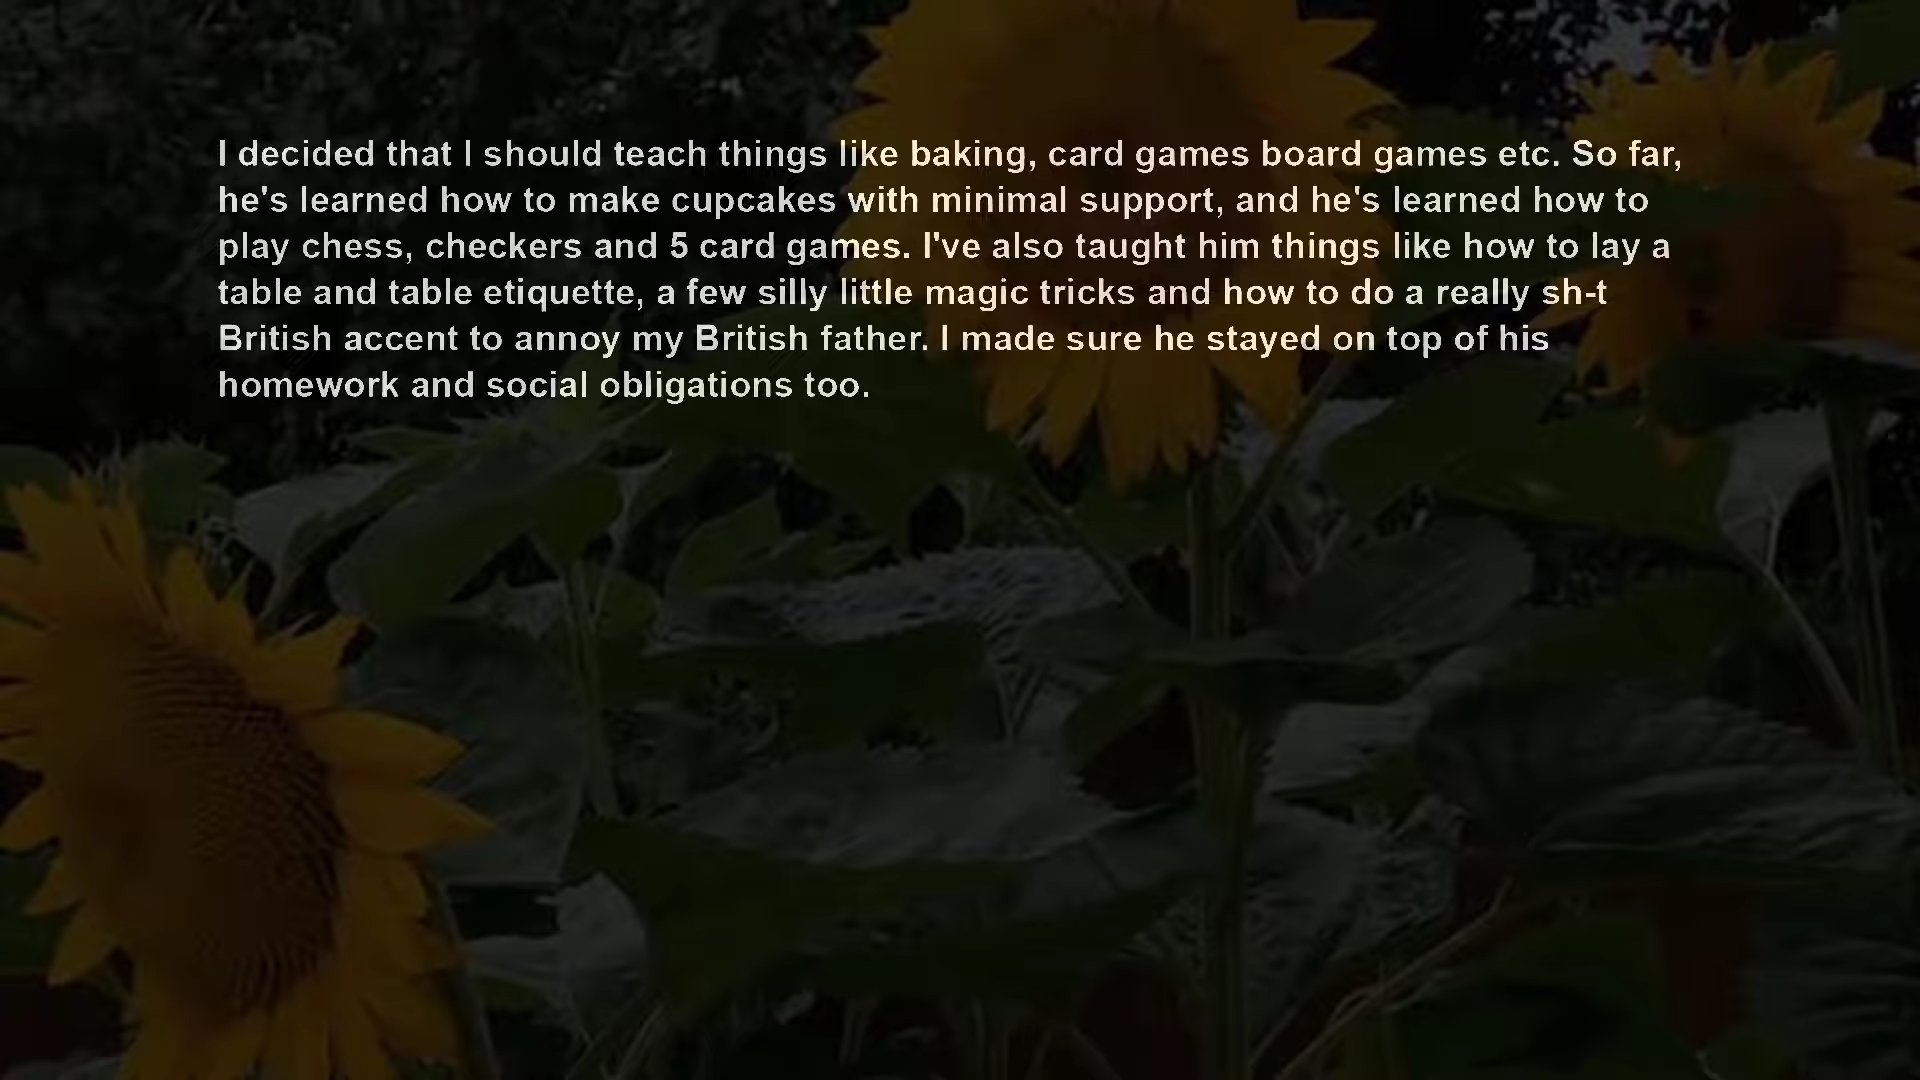 I decided that I should teach things like baking, card games board games etc. So far,
he's learned how to make cupcakes with minimal support, and he's learned how to
play chess, checkers and 5 card games. I've also taught him things like how to lay a
table and table etiquette, a few silly little magic tricks and how to do a really sh-t
British accent to annoy my British father. I made sure he stayed on top of his
homework and social obligations too.